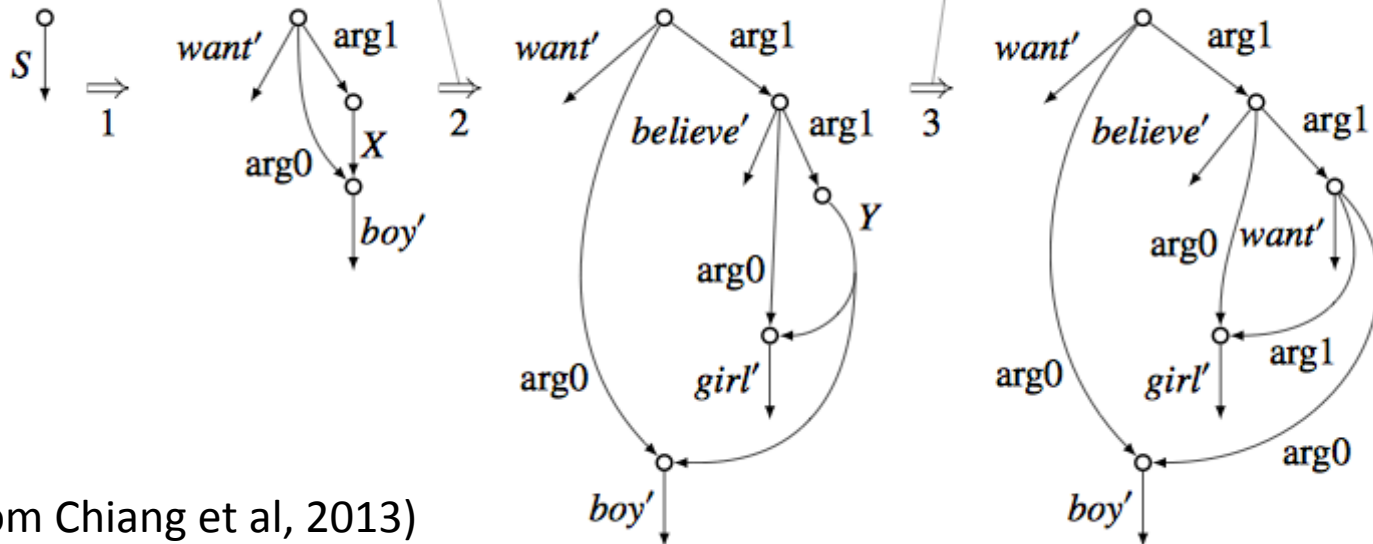 S
1
want′
arg1
X
arg0
boy′
2
want′
arg1
believe′
arg1
Y
arg0
girl′
arg0
boy′
3
want′
arg1
believe′
arg1
arg0
want′
arg1
girl′
arg0
arg0
boy′
om Chiang et al, 2013)